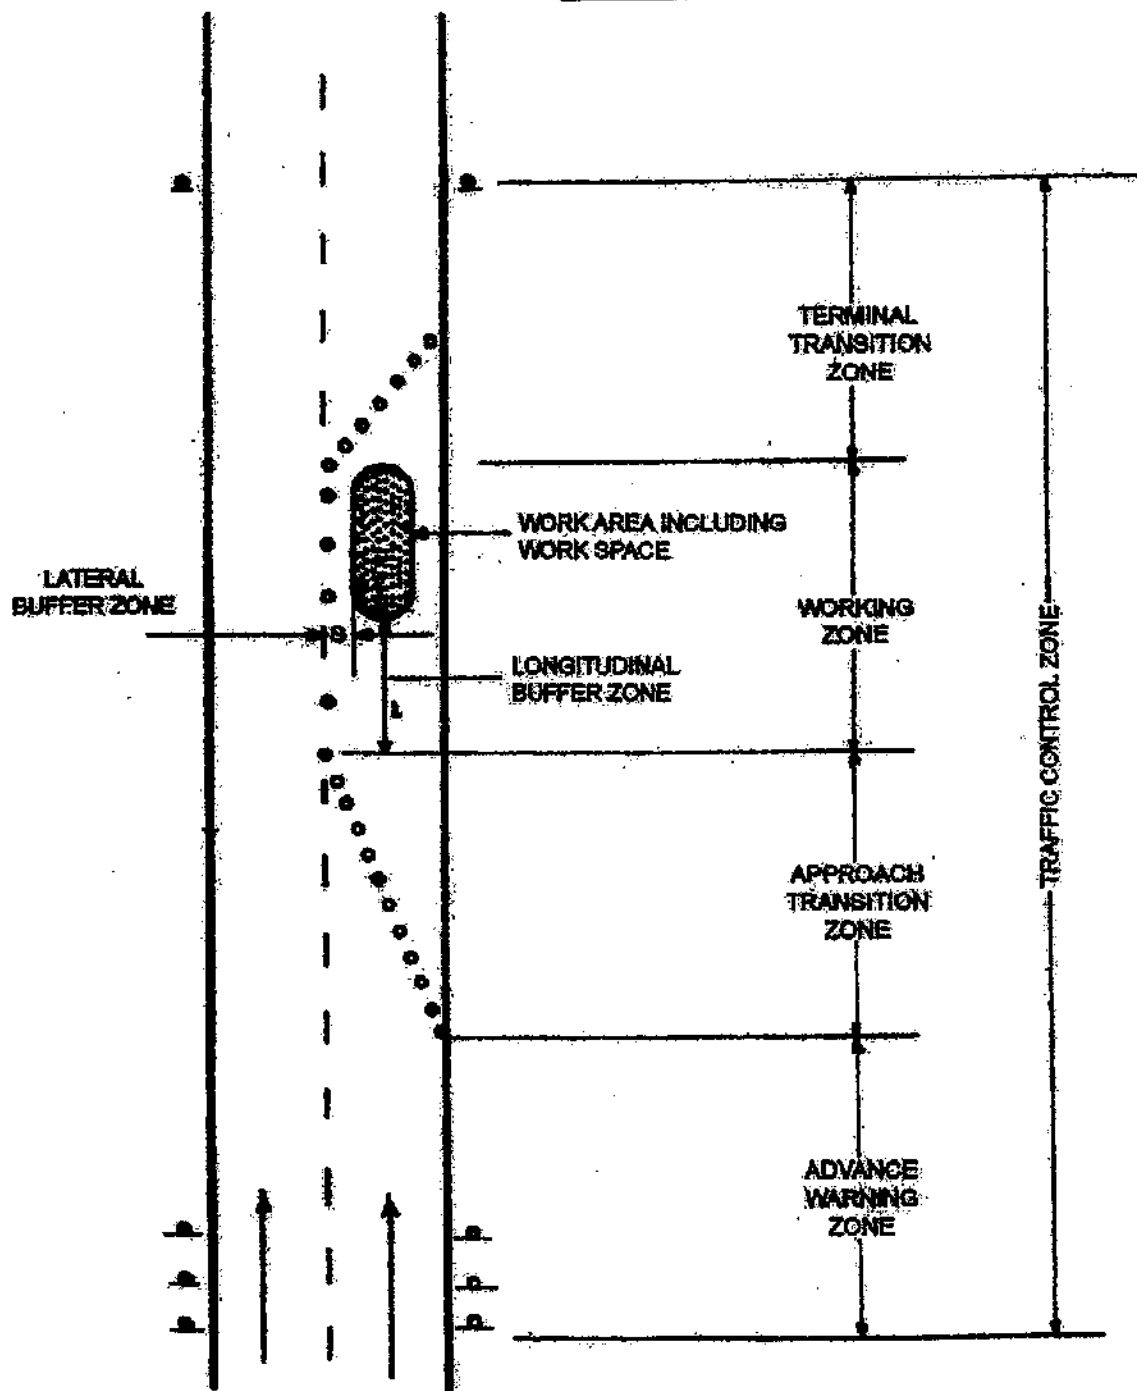 TERMINAL
TRANSITION
ZONE
WORK AREA INCLUDING
WORK SPACE
LATERAL
BUFFER ZONE
WORKING
ZONE
S
LONGITUDINAL
BUFFER ZONE
L
TRAFFIC CONTROL ZONE
APPROACH
TRANSITION
ZONE
ADVANCE
WARNING
ZONE